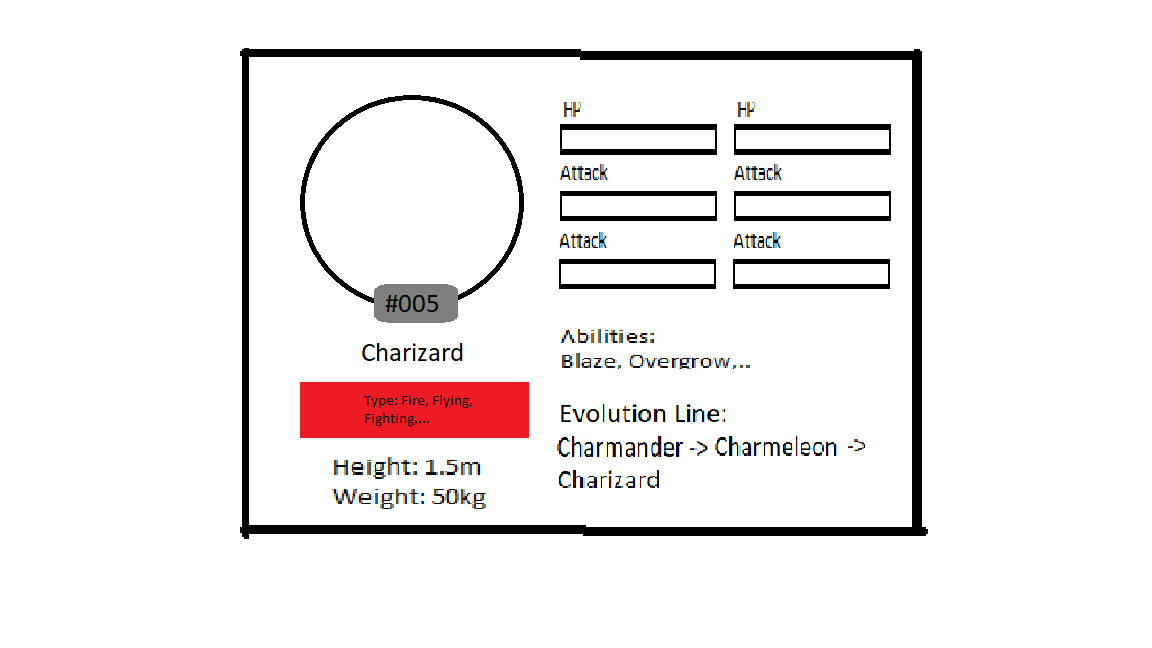 #005
Charizard
Type: Fire, Flying,
Fighting,...
Height: 1.5m
Weight: 50kg
HP HP
Attack Attack
Attack Attack
Abilities:
Blaze, Overgrow,..
Evolution Line:
Charmander -> Charmeleon ->
Charizard